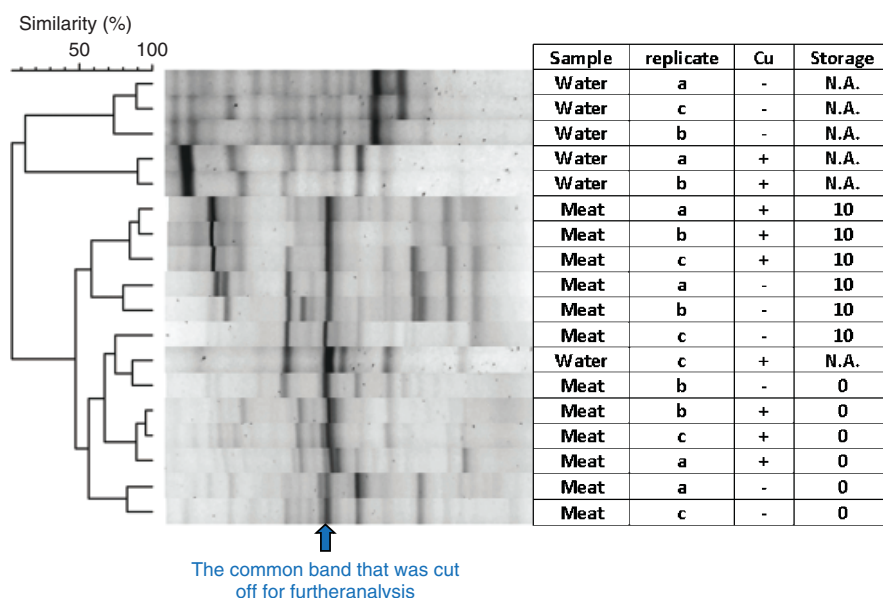 Similarity (%)
50 100
Sample replicate Cu Storage
Water a - N.A.
Water c - N.A.
Water b - N.A.
Water a + N.A.
Water b + N.A.
Meat a + 10
Meat b + 10
Meat c + 10
Meat a - 10
Meat b - 10
Meat c - 10
Water c + N.A.
Meat b - 0
Meat b + 0
Meat c + 0
Meat a + 0
Meat a - 0
Meat c - 0
The common band that was cut
off for furtheranalysis